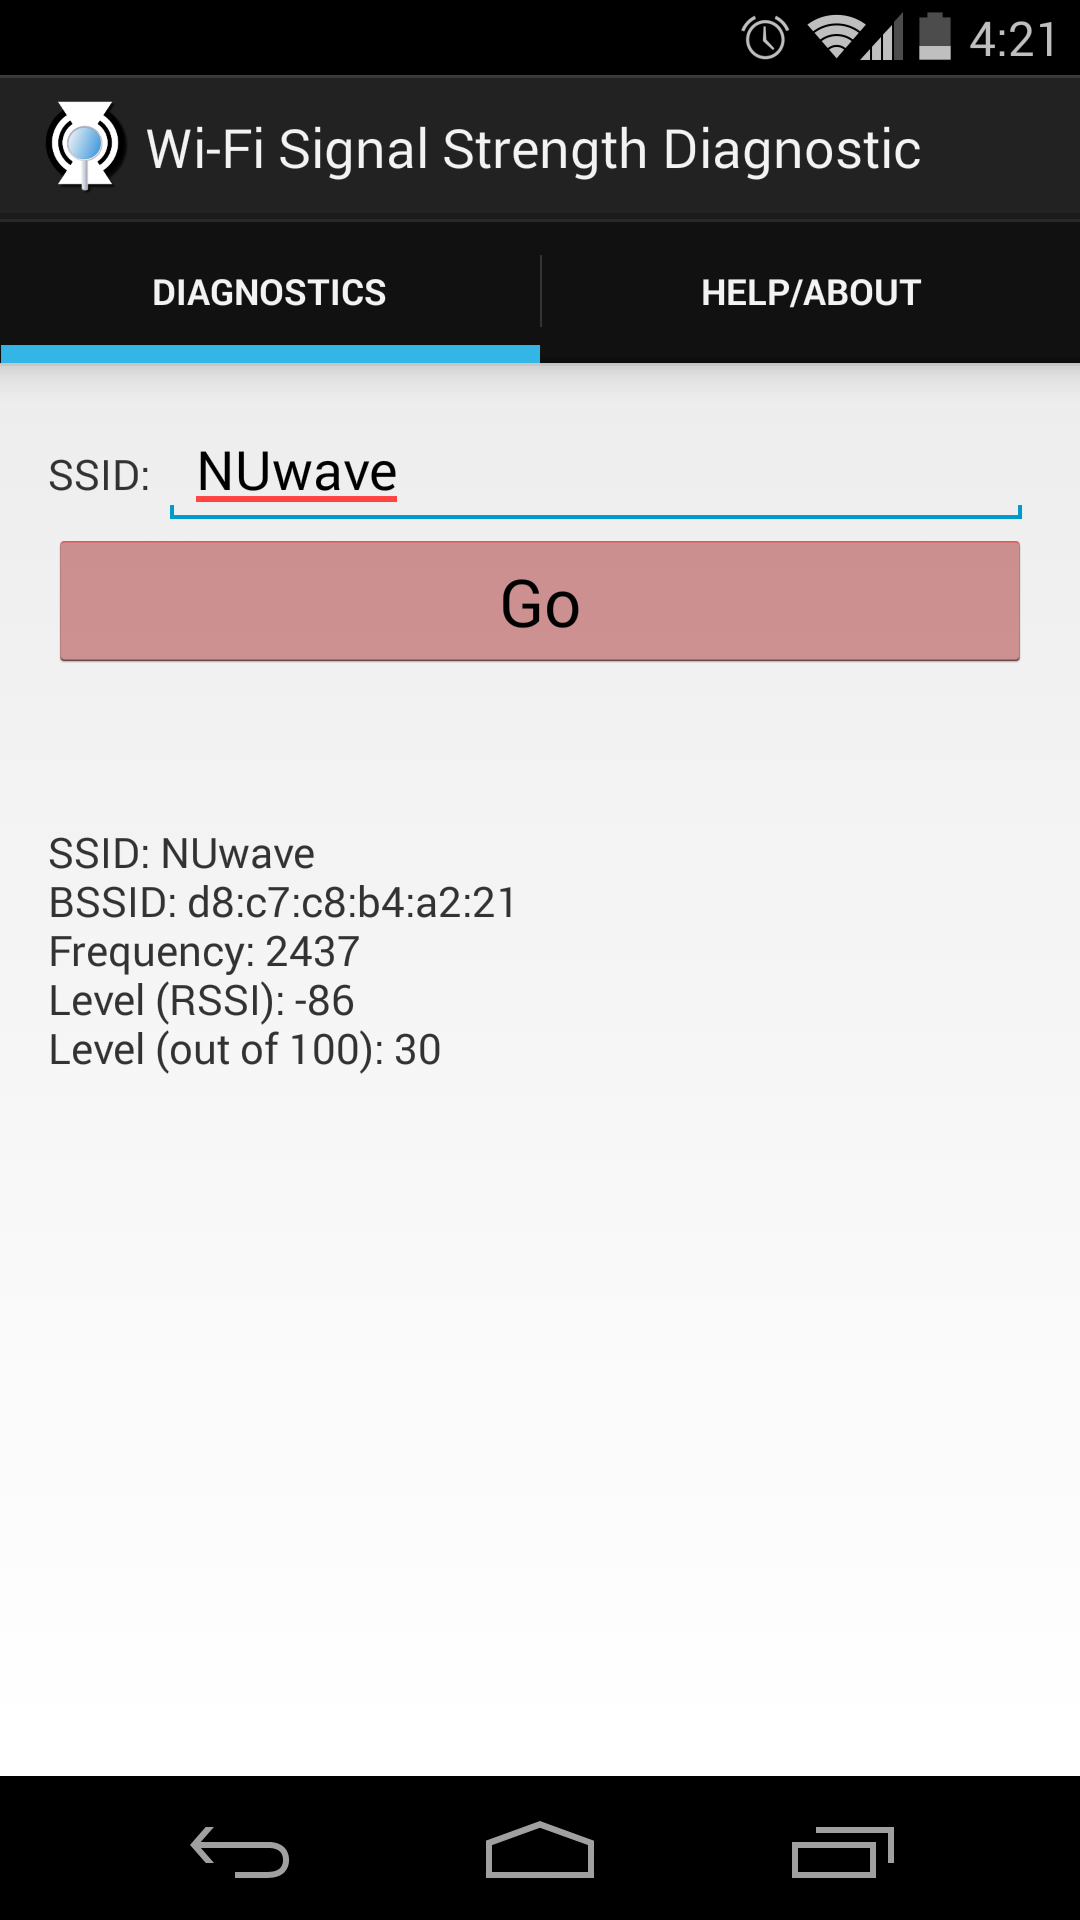 4:21
Wi-Fi Signal Strength Diagnostic
DIAGNOSTICS
HELP/ABOUT
SSID: NUwave
Go
SSID: NUwave
BSSID: d8:c7:c8:b4:a2:21
Frequency: 2437
Level (RSSI): -86
Level (out of 100): 30